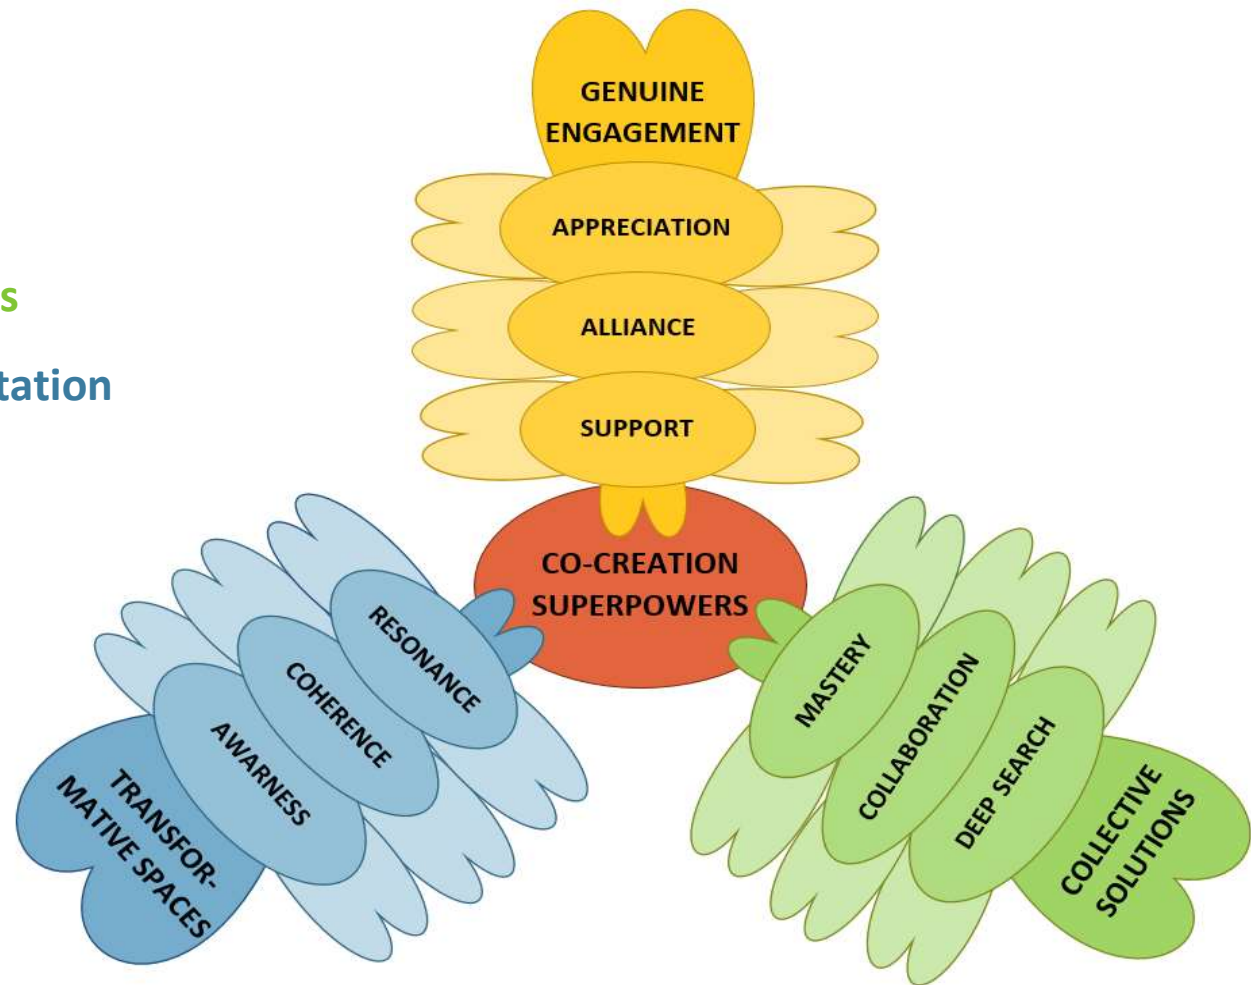 GENUINE
ENGAGEMENT
APPRECIATION
s
ALLIANCE
tation
SUPPORT
CO-CREATION
SUPERPOWERS
RESONANCE
COHERENCE
AWARNESS
TRANSFOR-
MATIVE SPACES
MASTERY
COLLABORATION
DEEP SEARCH
COLLECTIVE
SOLUTIONS